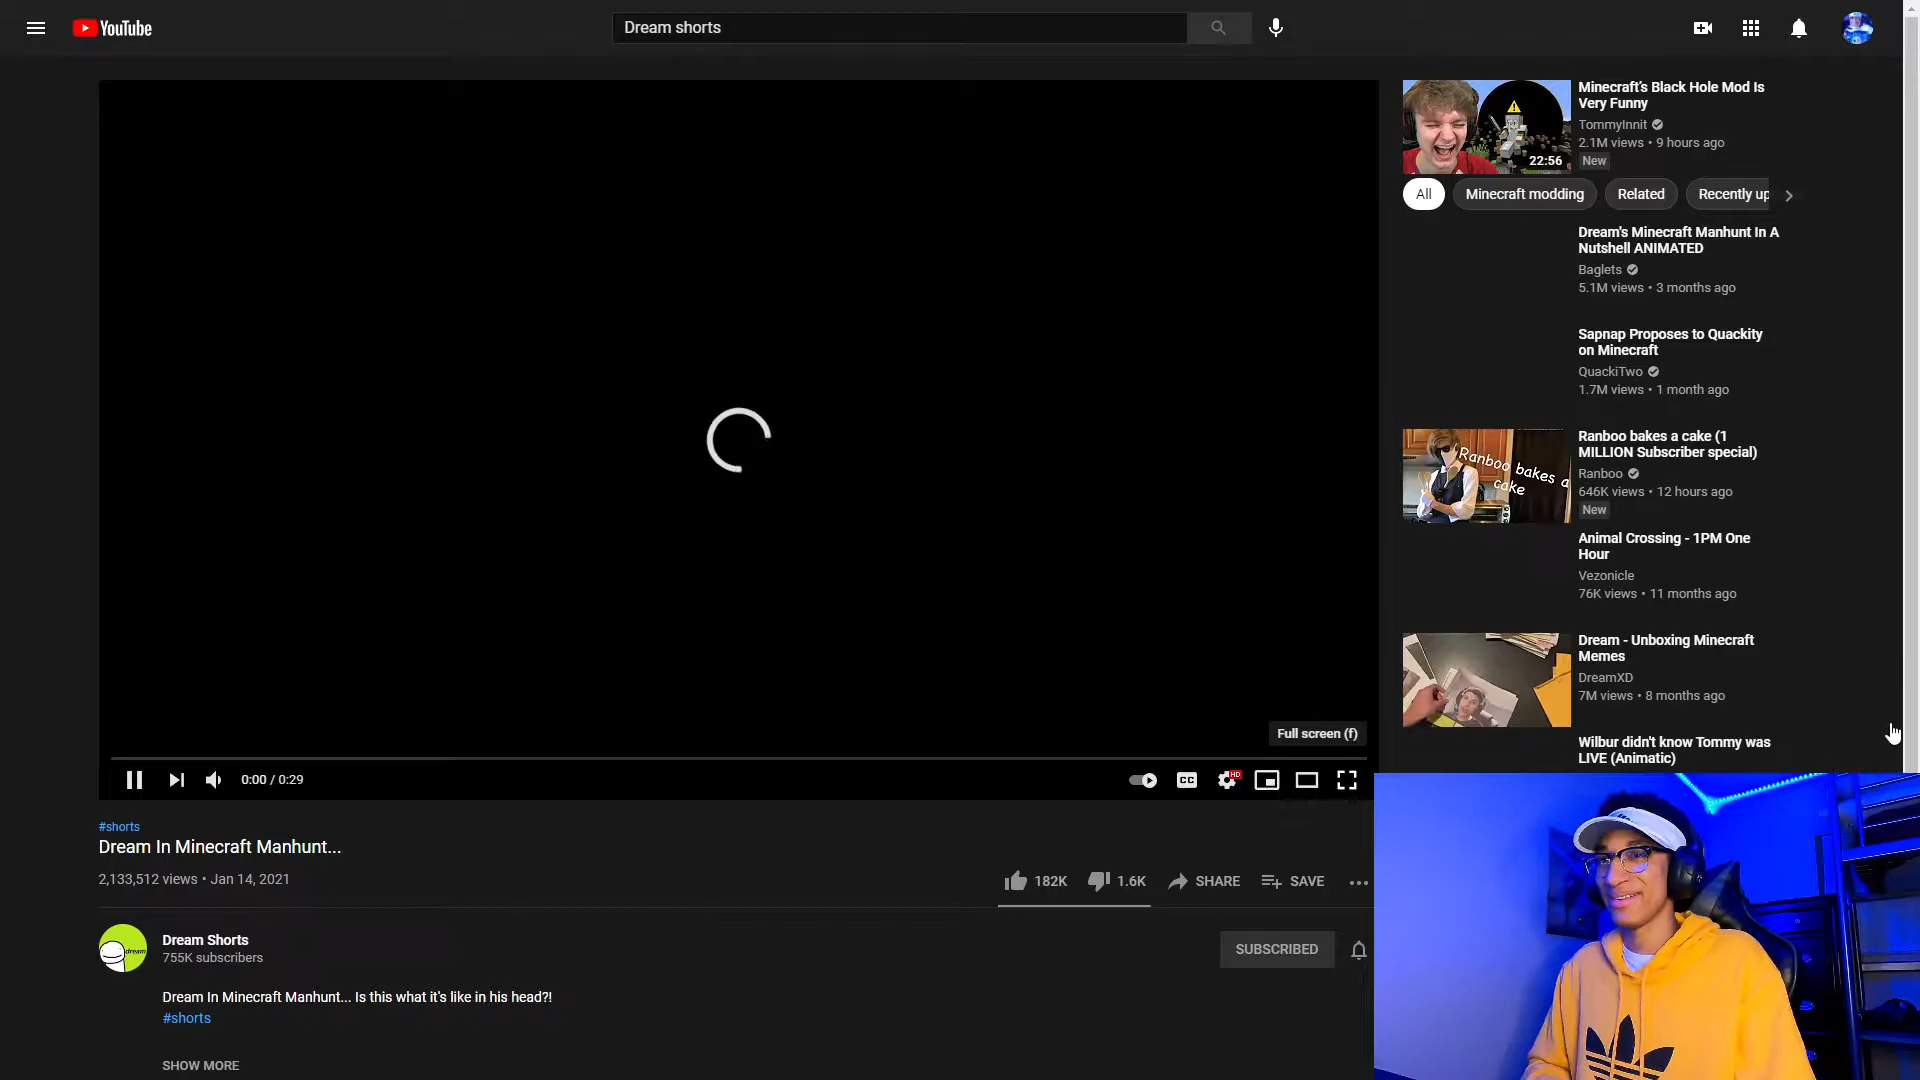 YouTube
Dream shorts
Full screen (f)
0:00 / 0:29
CC
HD
#shorts
Dream In Minecraft Manhunt...
2,133,512 views • Jan 14, 2021
182K
1.6K
SHARE
SAVE
dream
Dream Shorts
755K subscribers
SUBSCRIBED
Dream In Minecraft Manhunt... Is this what it's like in his head?!
#shorts
SHOW MORE
22:56
Minecraft's Black Hole Mod Is
Very Funny
TommyInnit
2.1M views • 9 hours ago
New
All
Minecraft modding
Related
Recently up
Dream's Minecraft Manhunt In A
Nutshell ANIMATED
Baglets
5.1M views • 3 months ago
Sapnap Proposes to Quackity
on Minecraft
QuackiTwo
1.7M views • 1 month ago
Ranboo bakes a
cake
Ranboo bakes a cake (1
MILLION Subscriber special)
Ranboo
646K views • 12 hours ago
New
Animal Crossing - 1PM One
Hour
Vezonicle
76K views • 11 months ago
Dream - Unboxing Minecraft
Memes
DreamXD
7M views • 8 months ago
Wilbur didn't know Tommy was
LIVE (Animatic)